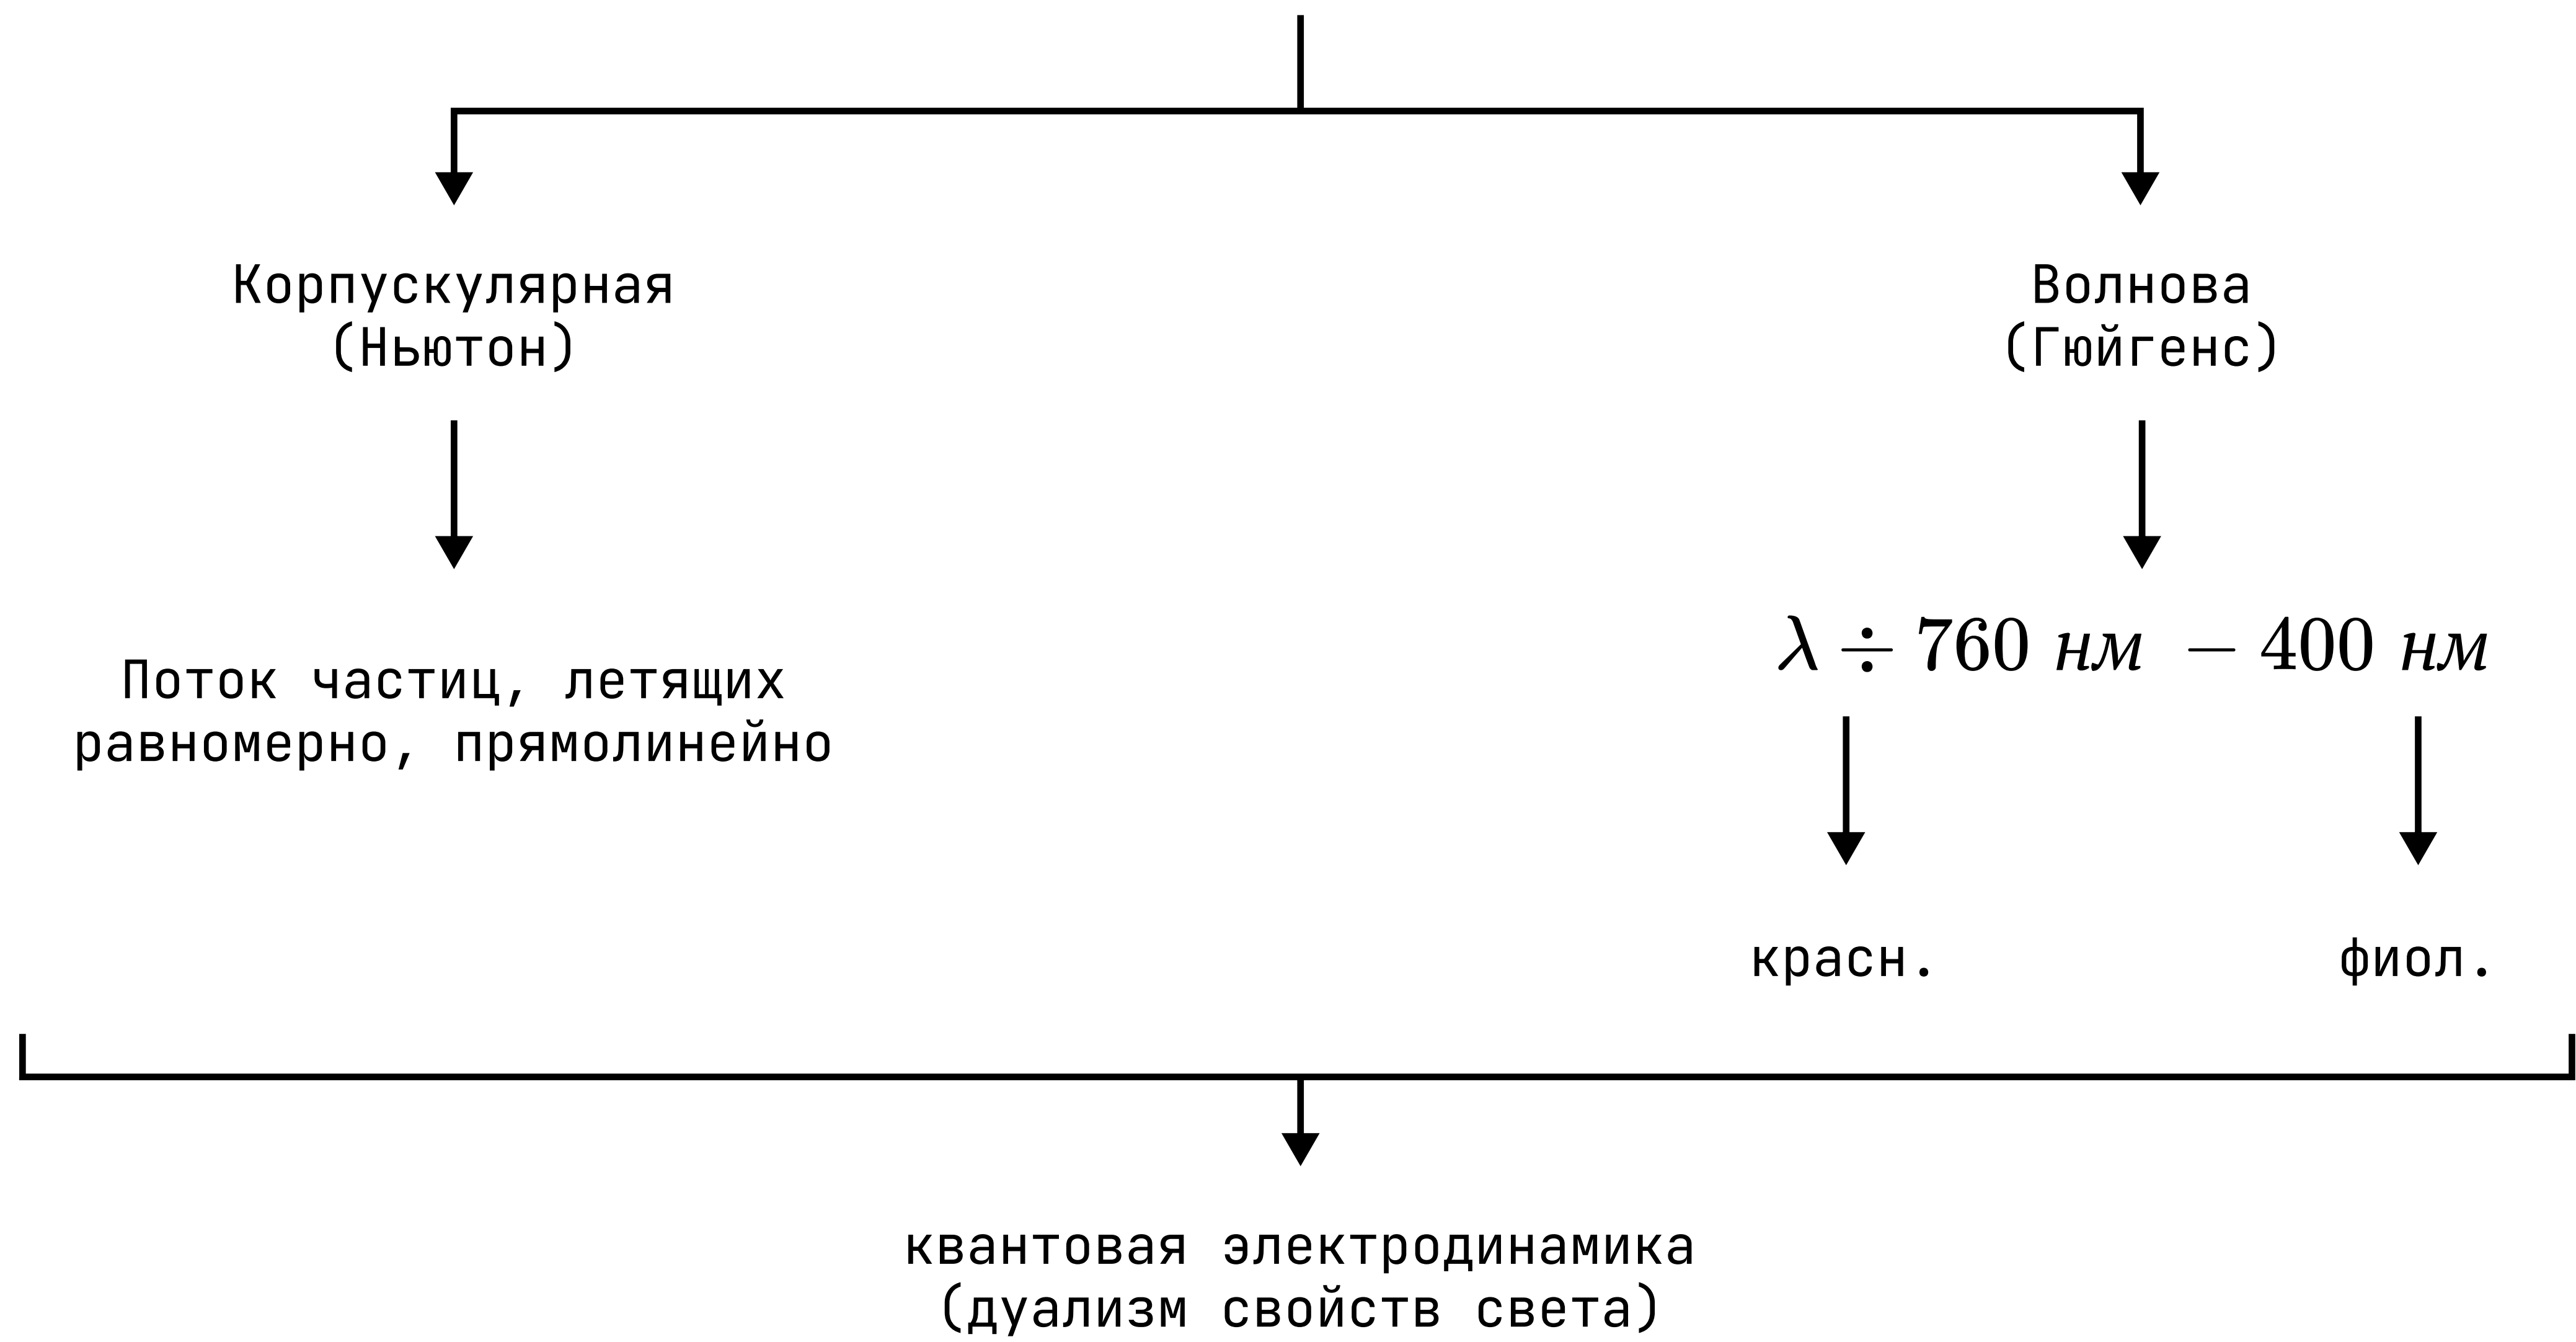 Корпускулярная
(Ньютон)
Волнова
(Гюйгенс)
Поток частиц, летящих
равномерно, прямолинейно
λ ÷ 760 нм − 400 нм
красн.
фиол.
квантовая электродинамика
(дуализм свойств света)